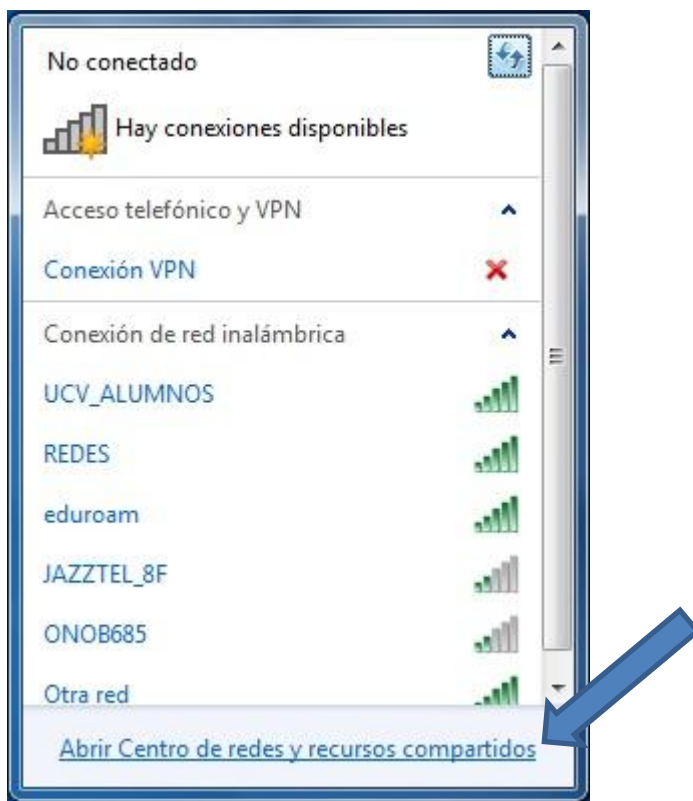 No conectado
Hay conexiones disponibles
Acceso telefónico y VPN
Conexión VPN
Conexión de red inalámbrica
UCV_ALUMNOS
REDES
eduroam
JAZZTEL_8F
ONOB685
Otra red
Abrir Centro de redes y recursos compartidos